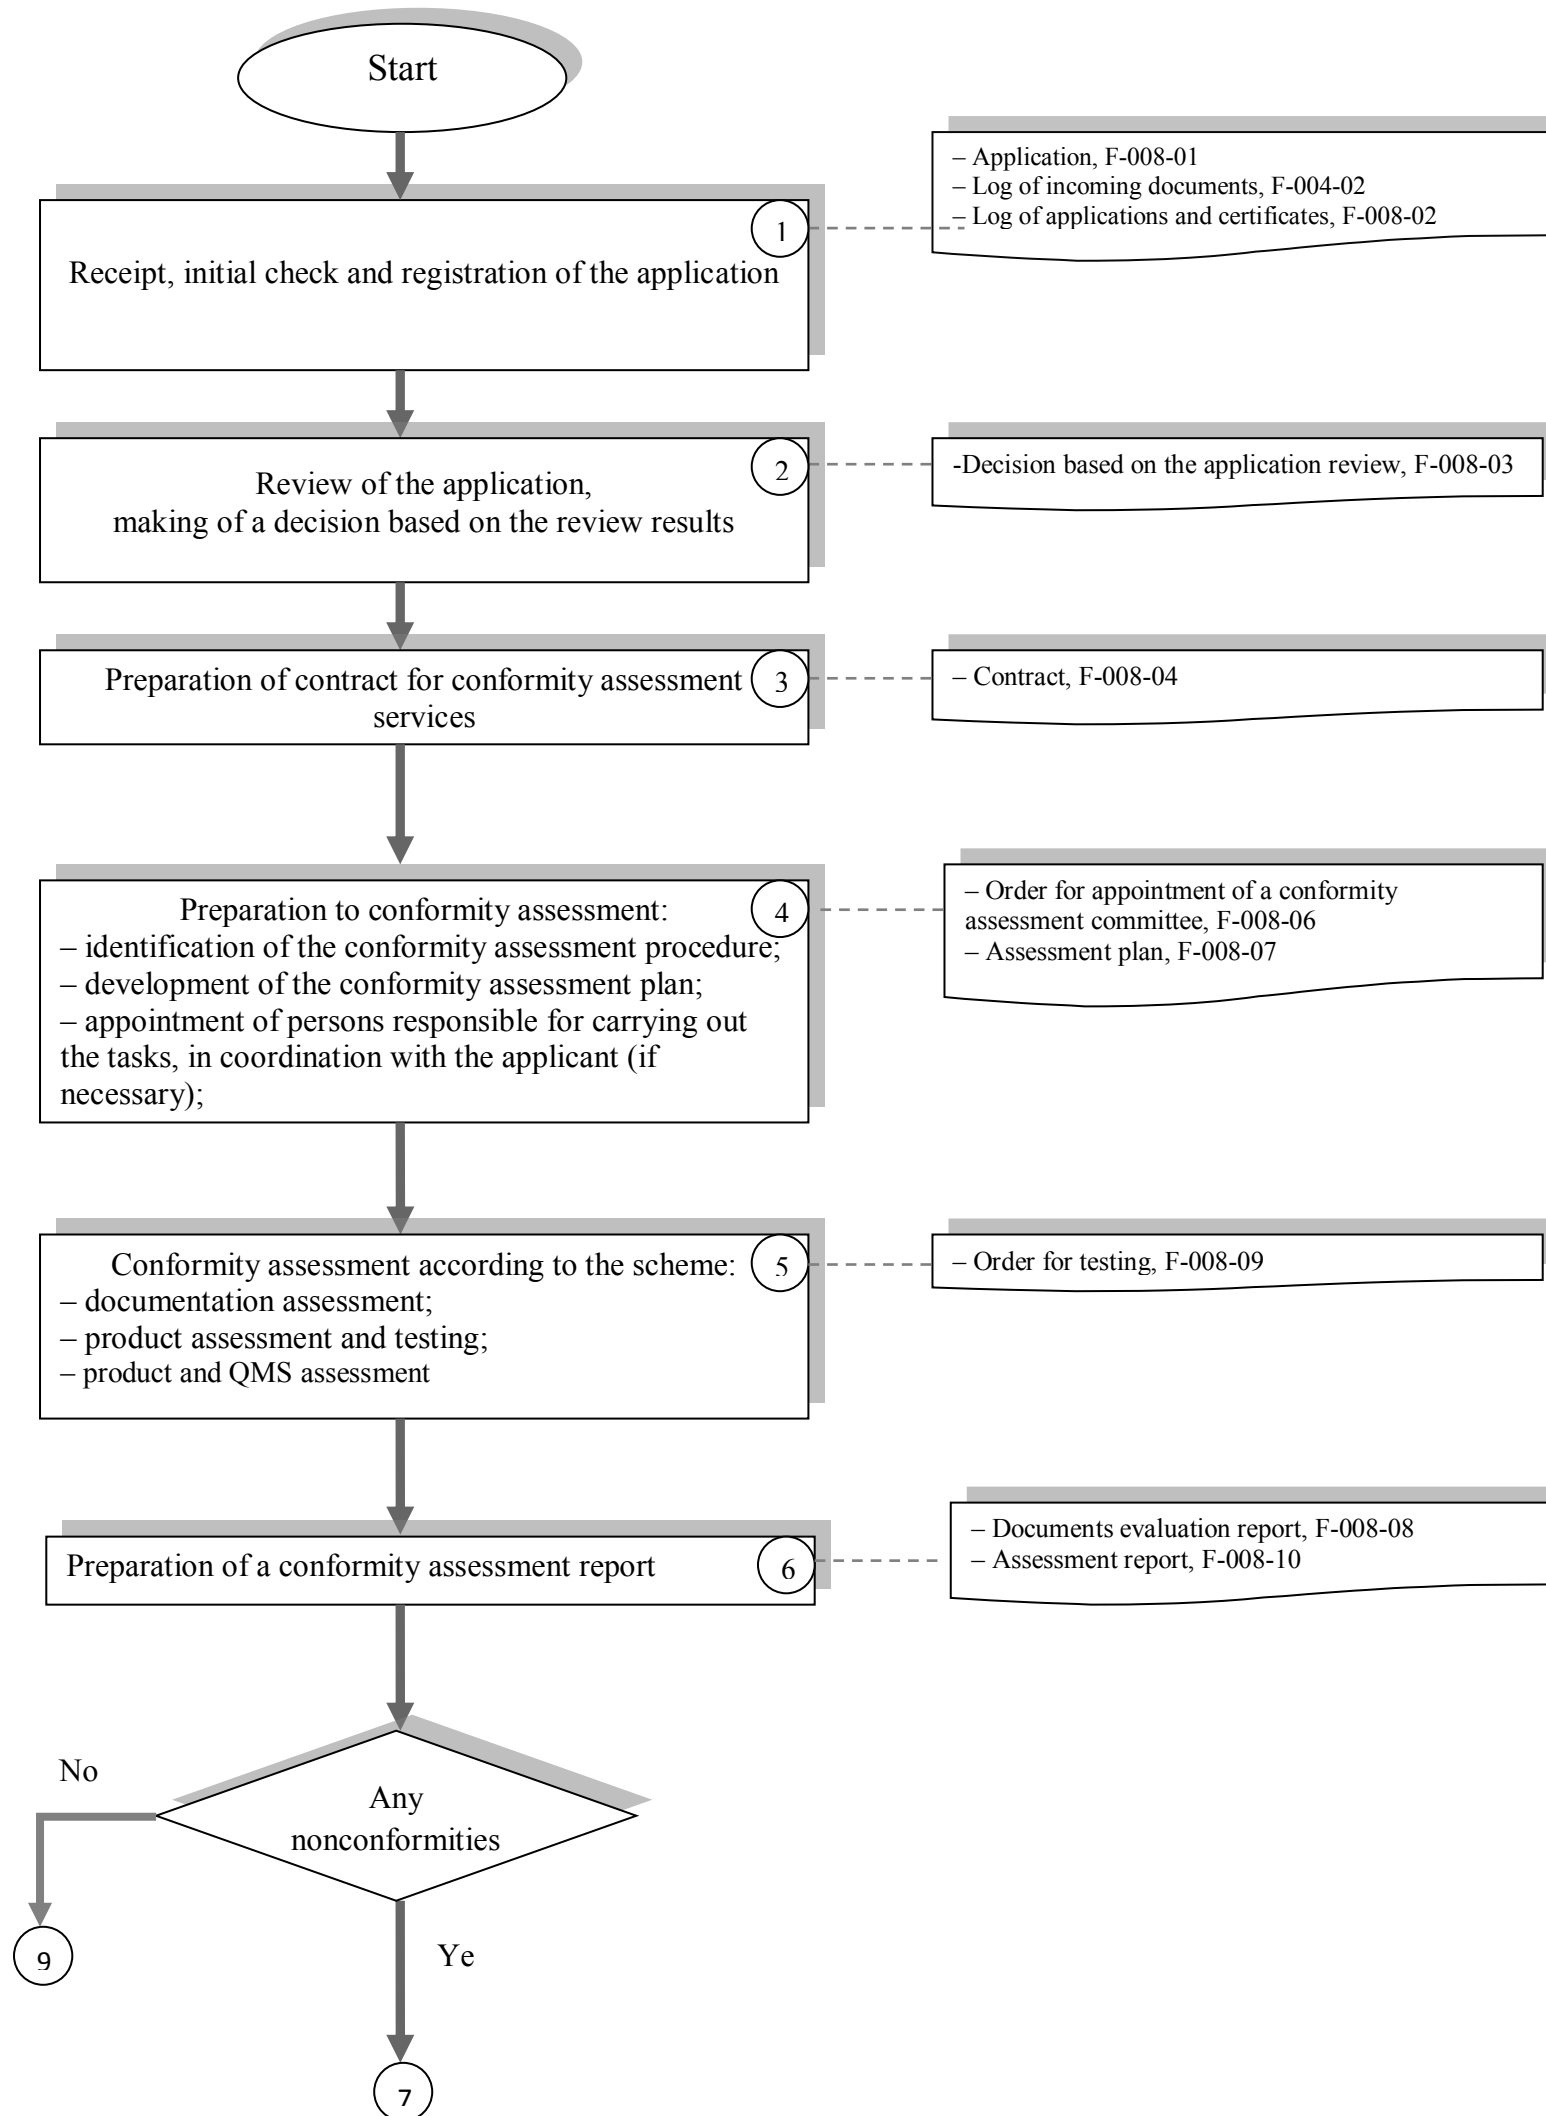 Start
– Application, F-008-01
– Log of incoming documents, F-004-02
– Log of applications and certificates, F-008-02
1
Receipt, initial check and registration of the application
2
-Decision based on the application review, F-008-03
Review of the application,
making of a decision based on the review results
Preparation of contract for conformity assessment
services
3
– Contract, F-008-04
Preparation to conformity assessment:
– identification of the conformity assessment procedure;
– development of the conformity assessment plan;
– appointment of persons responsible for carrying out
the tasks, in coordination with the applicant (if
necessary);
4
– Order for appointment of a conformity
assessment committee, F-008-06
– Assessment plan, F-008-07
Conformity assessment according to the scheme:
– documentation assessment;
– product assessment and testing;
– product and QMS assessment
5
– Order for testing, F-008-09
Preparation of a conformity assessment report
6
– Documents evaluation report, F-008-08
– Assessment report, F-008-10
No
Any
nonconformities
9
Ye
7